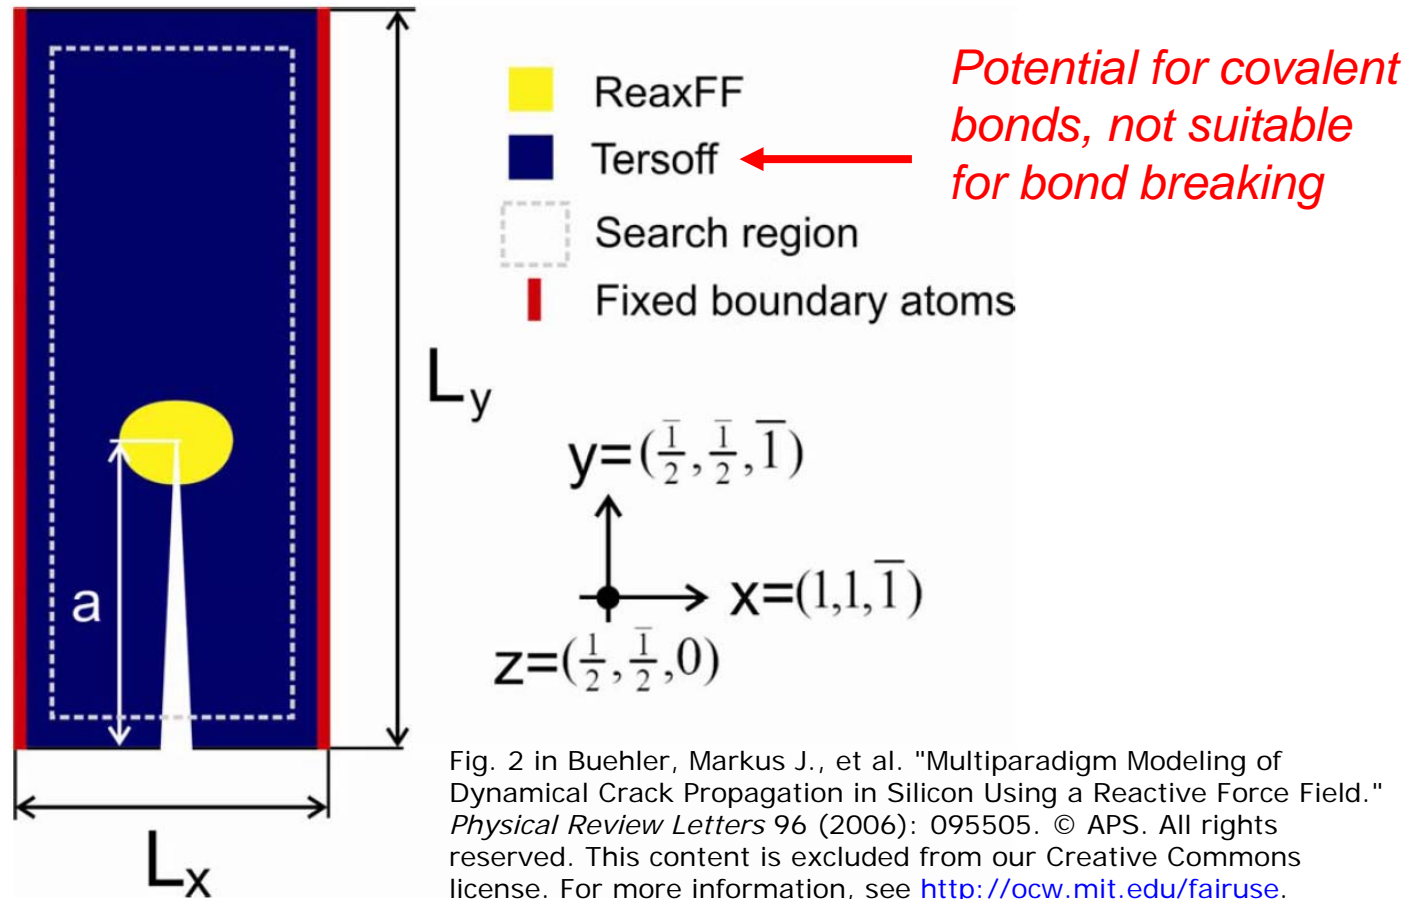 ReaxFF
Tersoff
Search region
Fixed boundary atoms
Potential for covalent
bonds, not suitable
for bond breaking
a
Lx
Ly
y=(1̅/2,1̅/2,1̅)
x=(1,1,1̅)
z=(1/2,1̅/2,0)
Fig. 2 in Buehler, Markus J., et al. "Multiparadigm Modeling of
Dynamical Crack Propagation in Silicon Using a Reactive Force Field."
Physical Review Letters 96 (2006): 095505. © APS. All rights
reserved. This content is excluded from our Creative Commons
license. For more information, see http://ocw.mit.edu/fairuse.